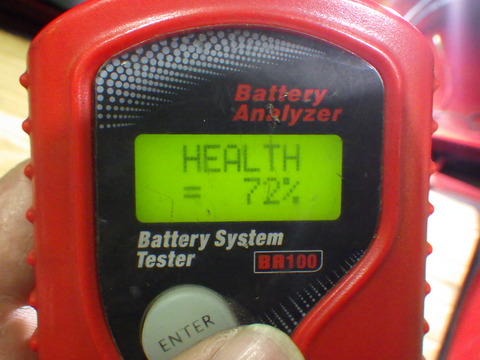 Battery
Analyzer
HEALTH
= 72%
Battery System
Tester
BA100
ENTER